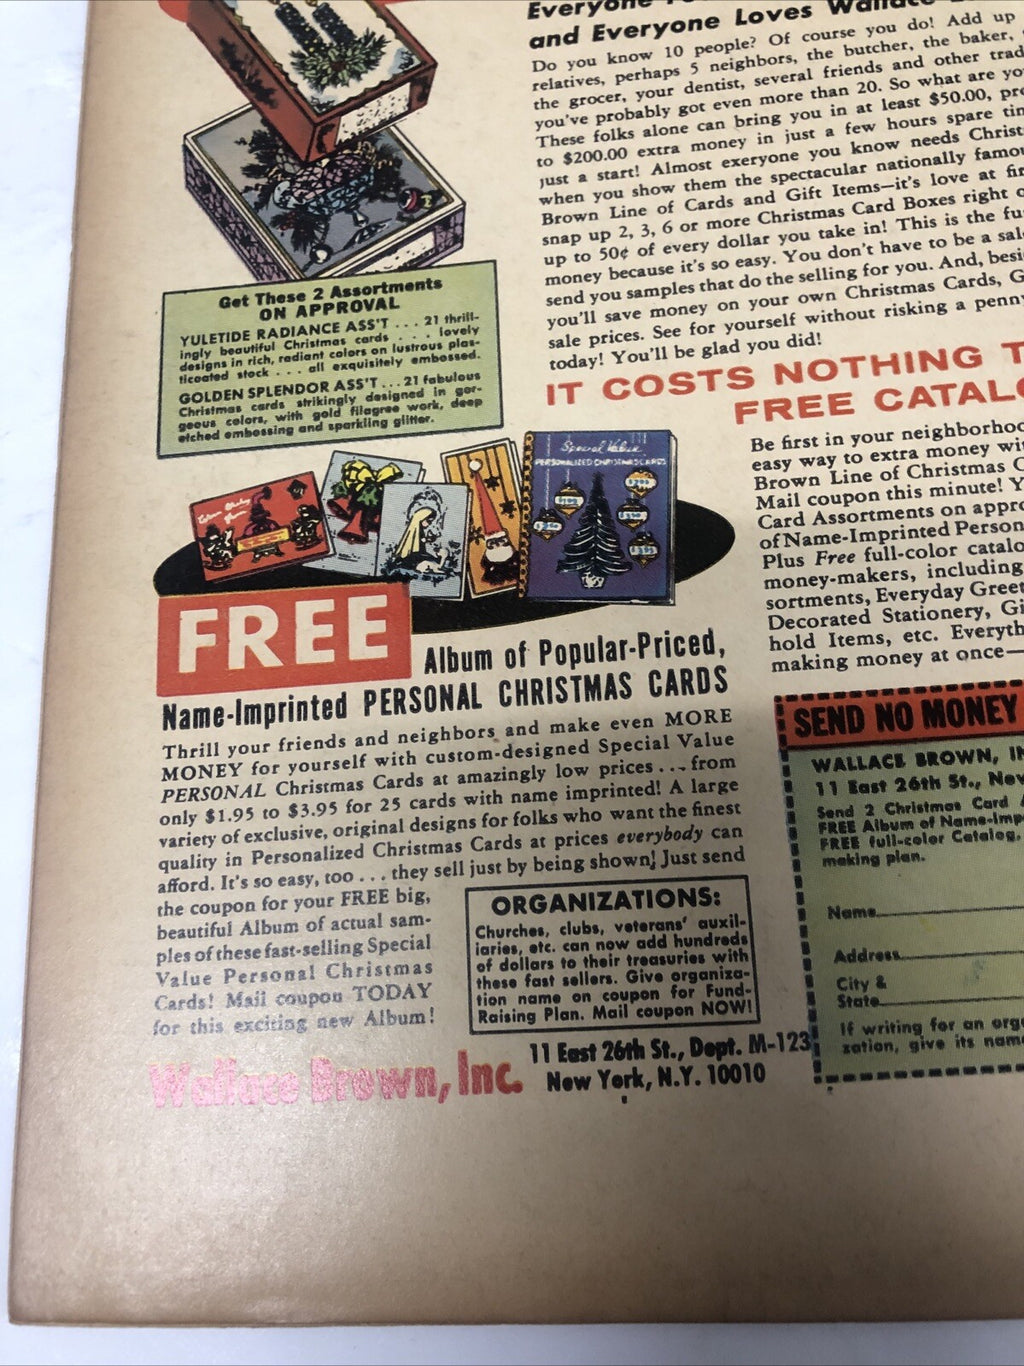 Everyone
and Everyone Loves Wallace
Do you know 10 people? Of course you do! Add up
relatives, perhaps 5 neighbors, the butcher, the baker,
the grocer, your dentist, several friends and other
you've probably got even more than 20. So what are
These folks alone can bring you in at least $50.00,
to $200.00 extra money in just a few hours spare
just a start! Almost exeryone you know needs
when you show them the spectacular nationally
Brown Line of Cards and Gift Items—it's love at
snap up 2, 3, 6 or more Christmas Card Boxes right
up to 50¢ of every dollar you take in! This is the
money because it's so easy. You don't have to be a
send you samples that do the selling for you. And,
you'll save money on your own Christmas Cards,
sale prices. See for yourself without risking a
today! You'll be glad you did!
IT COSTS NOTHING
FREE
Get These 2 Assortments
ON APPROVAL
YULETIDE RADIANCE ASS'T . . . 21 thrill-
ingly beautiful Christmas cards . . . lovely
designs in rich, radiant colors on lustrous plas-
ticoated stock . . . all exquisitely embossed.
GOLDEN SPLENDOR ASS'T . . . 21 fabulous
Christmas cards strikingly designed in gor-
geous colors, with gold filagree work, deep
etched embossing and sparkling glitter.
Special Value
PERSONALIZED CHRISTMAS CARDS
FREE
Album of Popular-Priced,
Name-Imprinted PERSONAL CHRISTMAS CARDS
Thrill your friends and neighbors and make even MORE
MONEY for yourself with custom-designed Special Value
PERSONAL Christmas Cards at amazingly low prices . . . from
only $1.95 to $3.95 for 25 cards with name imprinted! A large
variety of exclusive, original designs for folks who want the finest
quality in Personalized Christmas Cards at prices everybody can
afford. It's so easy, too . . . they sell just by being shown! Just send
the coupon for your FREE big,
beautiful Album of actual sam-
ples of these fast-selling Special
Value Personal Christmas
Cards! Mail coupon TODAY
for this exciting new Album!
ORGANIZATIONS:
Churches, clubs, veterans' auxil-
iaries, etc. can now add hundreds
of dollars to their treasuries with
these fast sellers. Give organiza-
tion name on coupon for Fund-
Raising Plan. Mail coupon NOW!
Wallace Brown, Inc.
11 East 26th St., Dept. M-123
New York, N.Y. 10010
Be first in your
easy way to extra money
Brown Line of Christmas
Mail coupon this minute!
Card Assortments on
of Name-Imprinted
Plus Free full-color
money-makers, including
sortments, Everyday
Decorated Stationery,
hold Items, etc.
making money at once—
SEND NO MONEY
WALLACE BROWN,
11 East 26th St.,
Send 2 Christmas Card
FREE Album of
FREE full-color Catalog,
making plan.
Name
Address
City &
State
If writing for an
zation, give its name